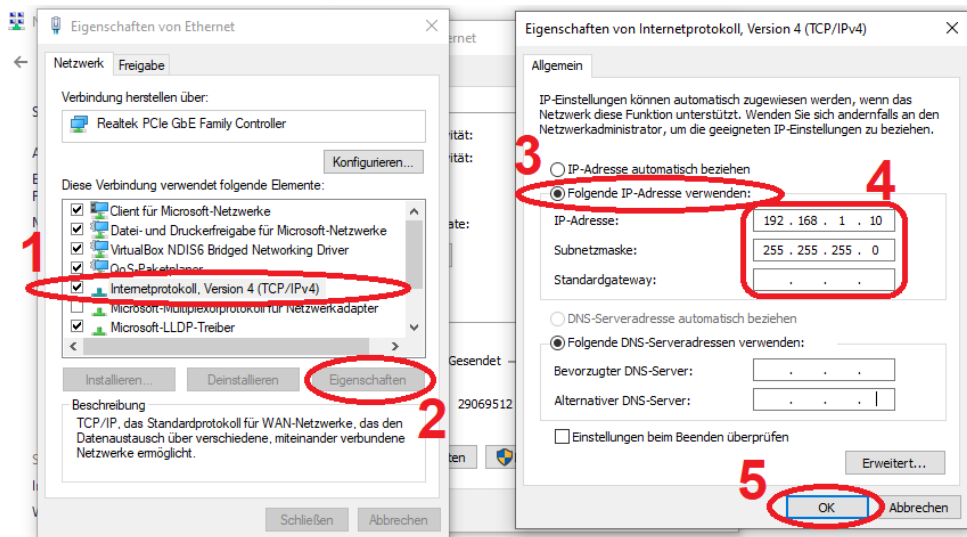 Eigenschaften von Ethernet
Netzwerk
Freigabe
Verbindung herstellen über:
Realtek PCIe GbE Family Controller
Konfigurieren...
Diese Verbindung verwendet folgende Elemente:
Client für Microsoft-Netzwerke
Datei- und Druckerfreigabe für Microsoft-Netzwerke
VirtualBox NDIS6 Bridged Networking Driver
QoS-Paketplaner
1
Internetprotokoll, Version 4 (TCP/IPv4)
Microsoft-Multiplexorprotokoll für Netzwerkadapter
Microsoft-LLDP-Treiber
Installieren...
Deinstallieren
Eigenschaften
2
Beschreibung
TCP/IP, das Standardprotokoll für WAN-Netzwerke, das den
Datenaustausch über verschiedene, miteinander verbundene
Netzwerke ermöglicht.
Schließen
Abbrechen
ernet
vität:
vität:
ate:
Gesendet
29069512
ten
Eigenschaften von Internetprotokoll, Version 4 (TCP/IPv4)
Allgemein
IP-Einstellungen können automatisch zugewiesen werden, wenn das
Netzwerk diese Funktion unterstützt. Wenden Sie sich andernfalls an den
Netzwerkadministrator, um die geeigneten IP-Einstellungen zu beziehen.
3
IP-Adresse automatisch beziehen
4
Folgende IP-Adresse verwenden:
IP-Adresse: 192 . 168 . 1 . 10
Subnetzmaske: 255 . 255 . 255 . 0
Standardgateway: . . .
DNS-Serveradresse automatisch beziehen
Folgende DNS-Serveradressen verwenden:
Bevorzugter DNS-Server: . . .
Alternativer DNS-Server: . . .
Einstellungen beim Beenden überprüfen
Erweitert...
5
OK
Abbrechen